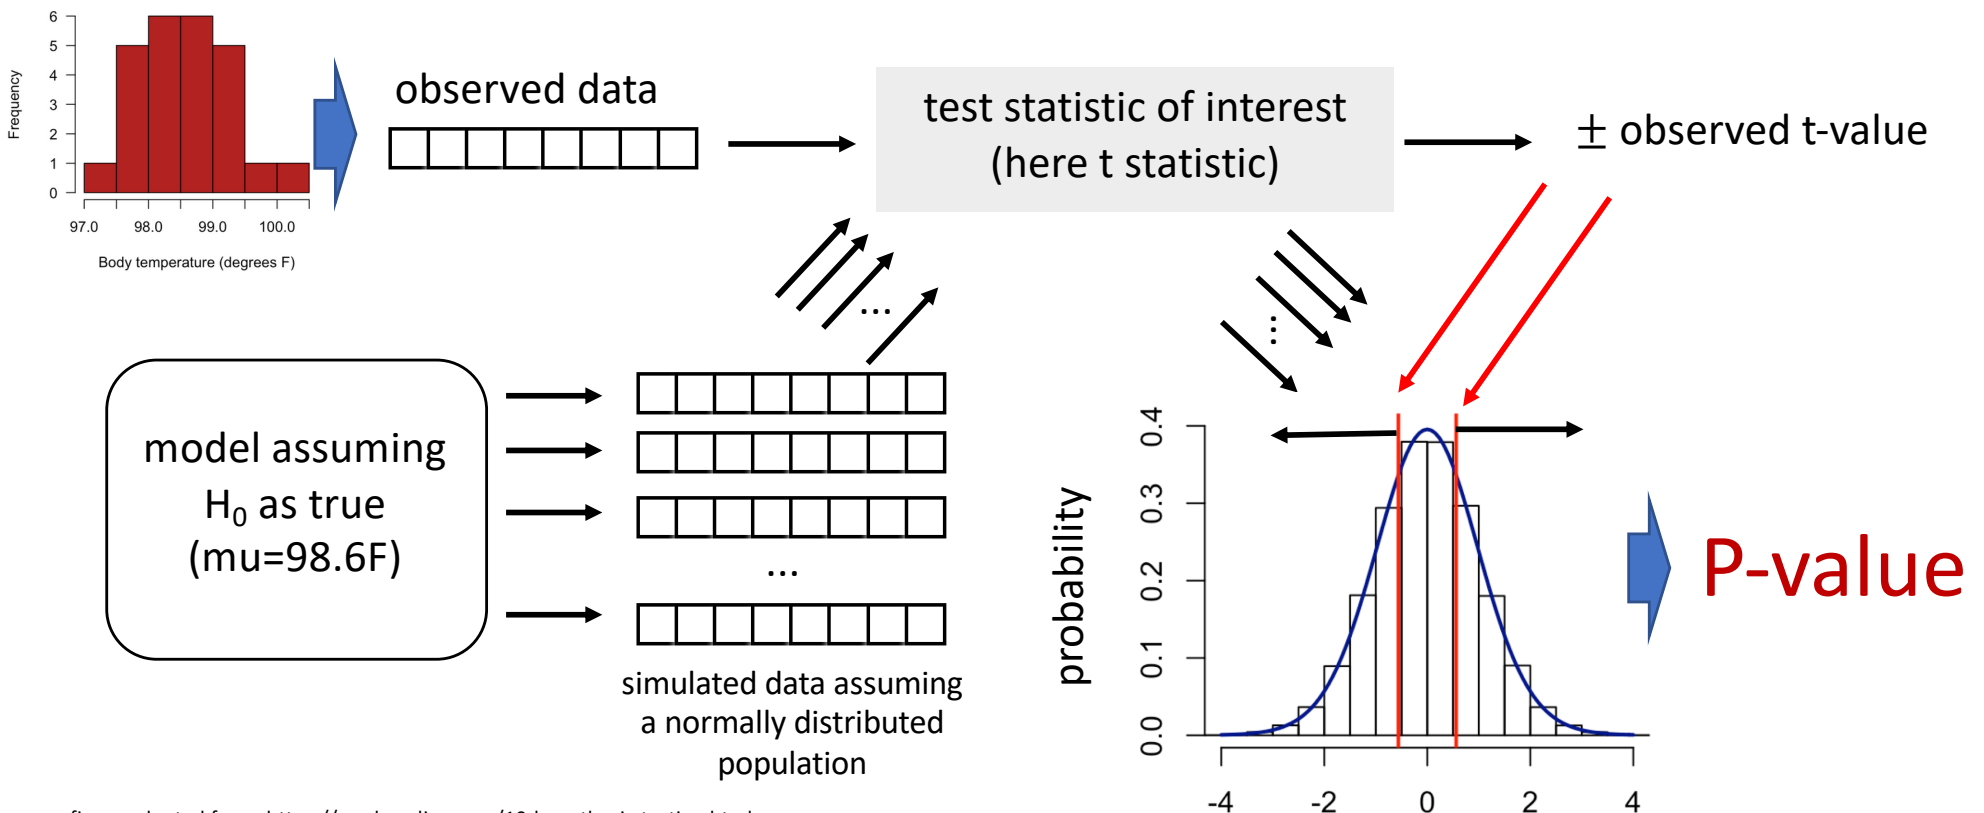 6
5
4
3
2
1
0
Frequency
97.0 98.0 99.0 100.0
Body temperature (degrees F)
observed data
test statistic of interest
(here t statistic)
± observed t-value
...
...
model assuming
H₀ as true
(mu=98.6F)
...
simulated data assuming
a normally distributed
population
probability
0.4
0.3
0.2
0.1
0.0
-4 -2 0 2 4
P-value